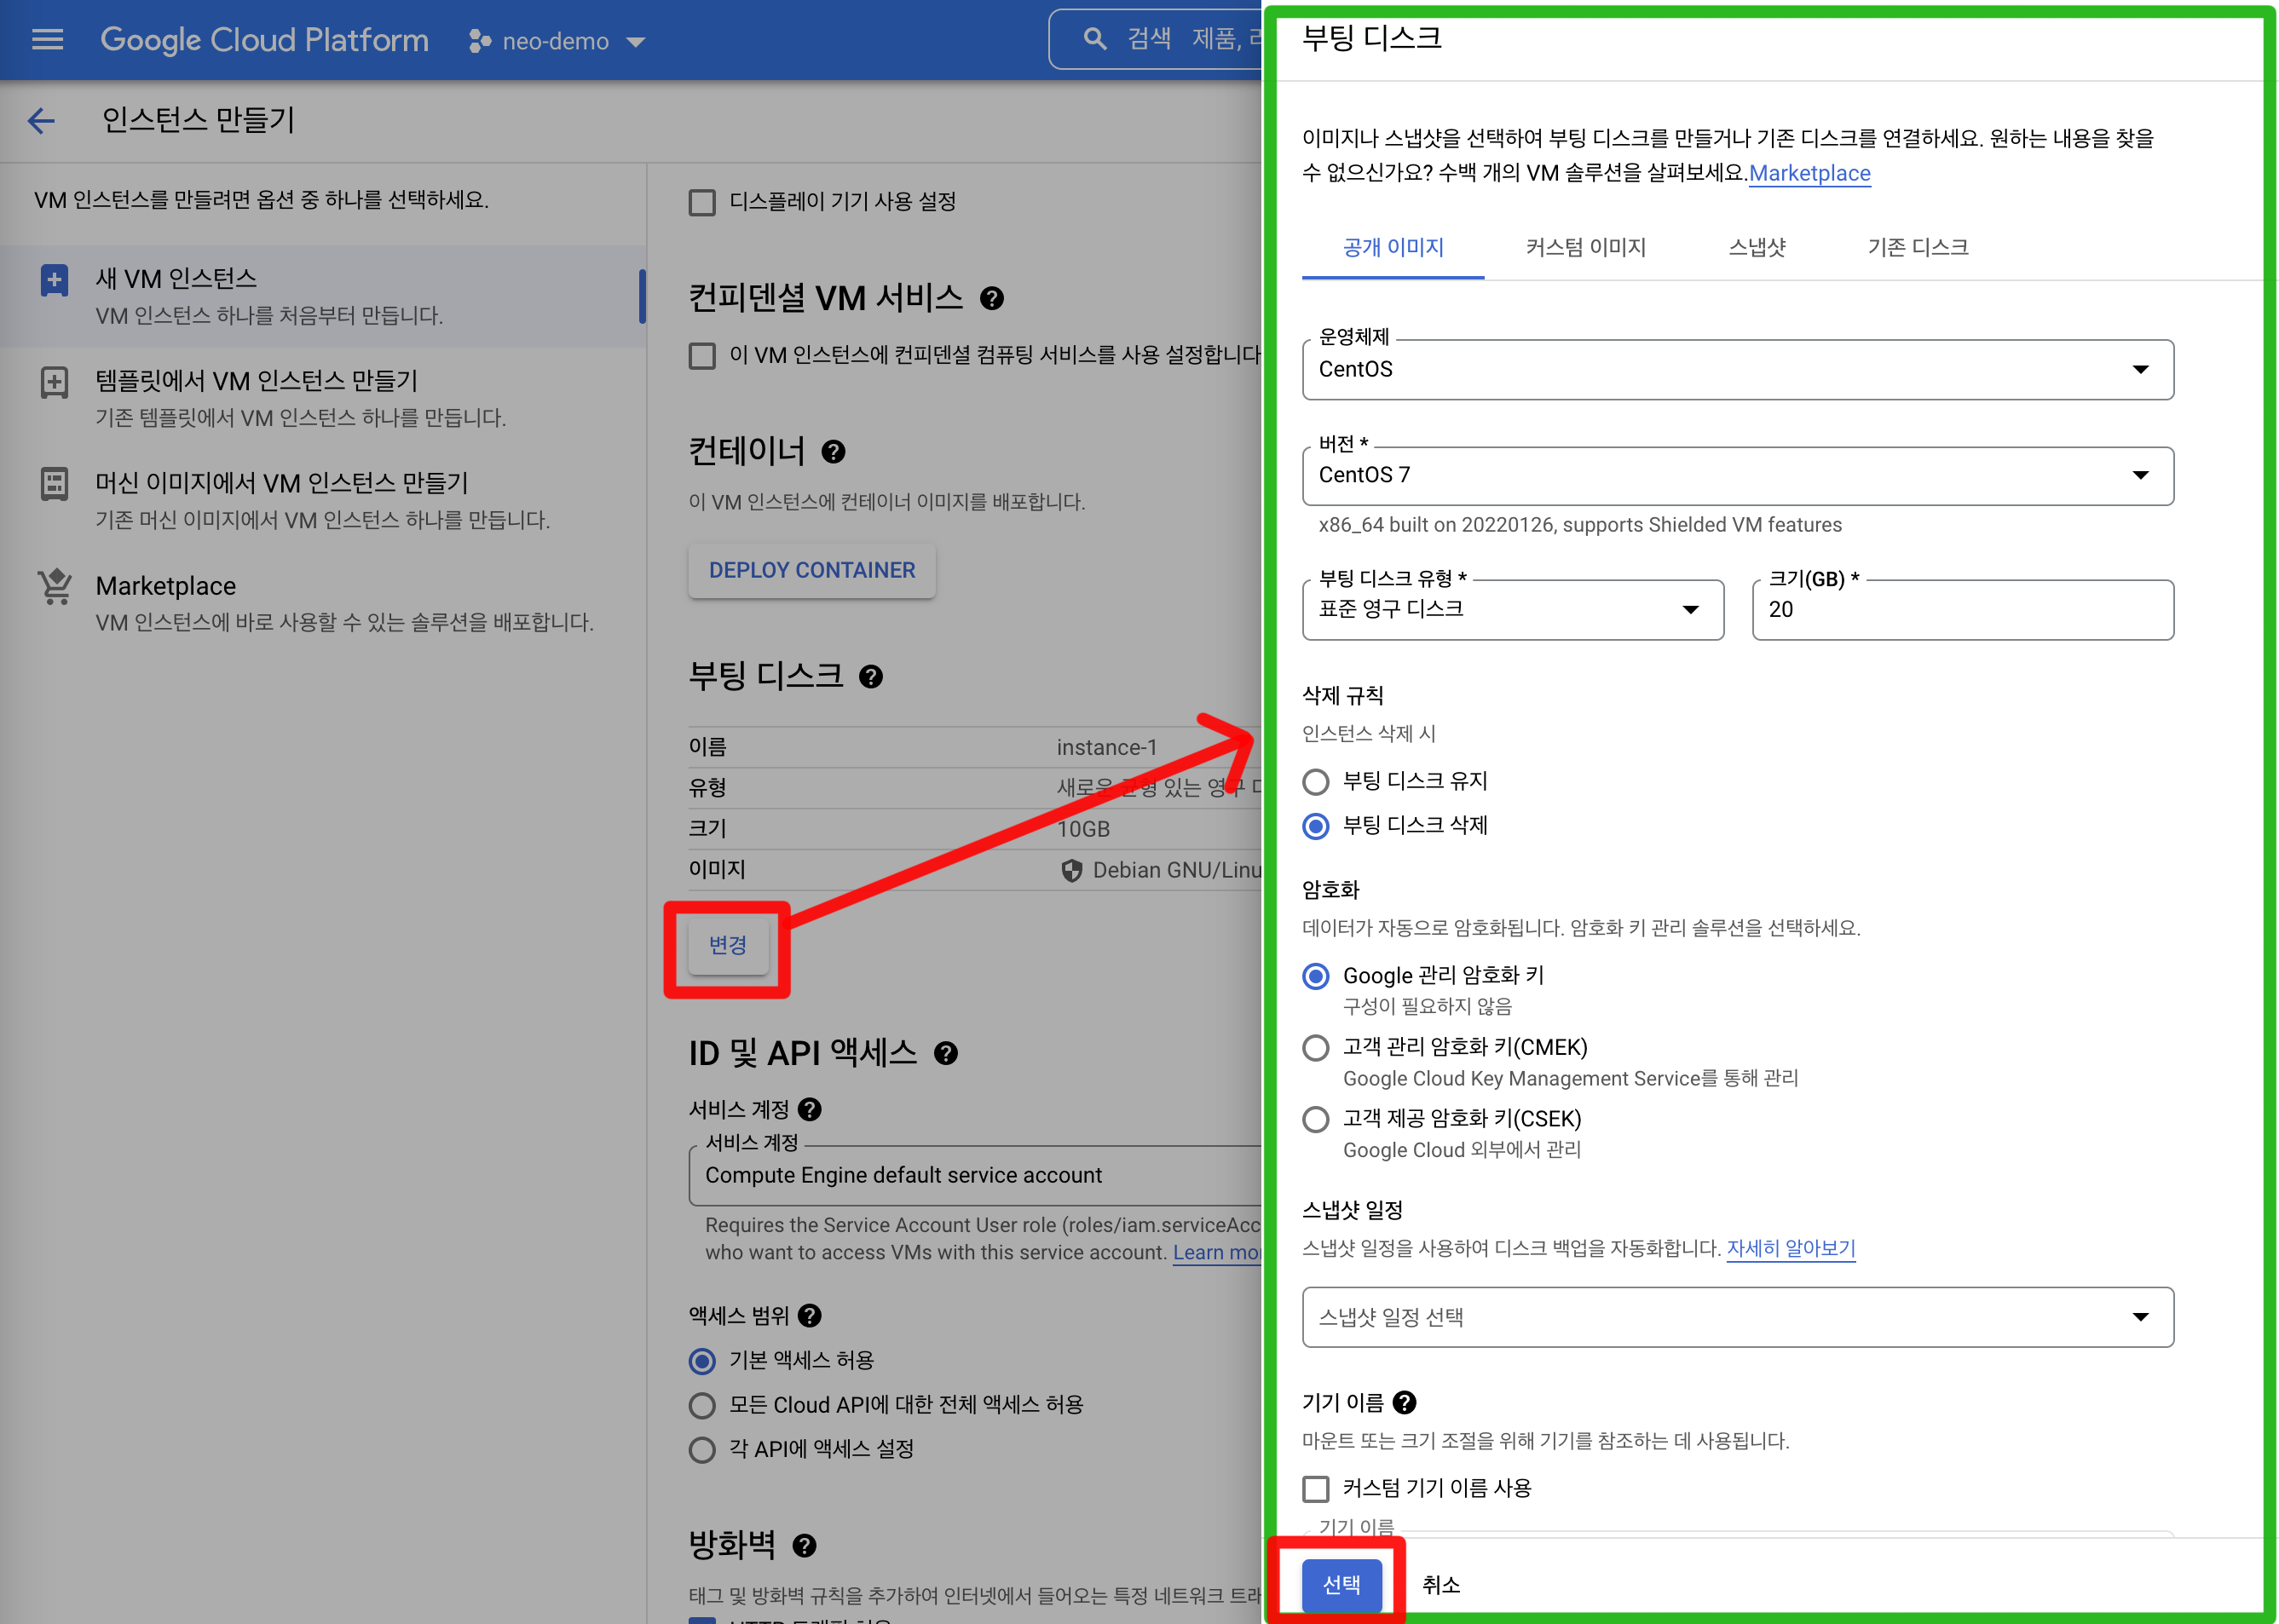 Google Cloud Platform
neo-demo
검색 제품,
인스턴스 만들기
VM 인스턴스를 만들려면 옵션 중 하나를 선택하세요.
새 VM 인스턴스
VM 인스턴스 하나를 처음부터 만듭니다.
템플릿에서 VM 인스턴스 만들기
기존 템플릿에서 VM 인스턴스 하나를 만듭니다.
머신 이미지에서 VM 인스턴스 만들기
기존 머신 이미지에서 VM 인스턴스 하나를 만듭니다.
Marketplace
VM 인스턴스에 바로 사용할 수 있는 솔루션을 배포합니다.
디스플레이 기기 사용 설정
컨피덴셜 VM 서비스
이 VM 인스턴스에 컨피덴셜 컴퓨팅 서비스를 사용 설정합니다
컨테이너
이 VM 인스턴스에 컨테이너 이미지를 배포합니다.
DEPLOY CONTAINER
부팅 디스크
이름 instance-1
유형 새로운 균형 있는 영구
크기 10GB
이미지 Debian GNU/Linu
변경
ID 및 API 액세스
서비스 계정
서비스 계정
Compute Engine default service account
Requires the Service Account User role (roles/iam.serviceAcc
who want to access VMs with this service account. Learn mo
액세스 범위
기본 액세스 허용
모든 Cloud API에 대한 전체 액세스 허용
각 API에 액세스 설정
방화벽
태그 및 방화벽 규칙을 추가하여 인터넷에서 들어오는 특정 네트워크 트래
부팅 디스크
이미지나 스냅샷을 선택하여 부팅 디스크를 만들거나 기존 디스크를 연결하세요. 원하는 내용을 찾을
수 없으신가요? 수백 개의 VM 솔루션을 살펴보세요.Marketplace
공개 이미지 커스텀 이미지 스냅샷 기존 디스크
운영체제
CentOS
버전 *
CentOS 7
x86_64 built on 20220126, supports Shielded VM features
부팅 디스크 유형 *
표준 영구 디스크
크기(GB) *
20
삭제 규칙
인스턴스 삭제 시
부팅 디스크 유지
부팅 디스크 삭제
암호화
데이터가 자동으로 암호화됩니다. 암호화 키 관리 솔루션을 선택하세요.
Google 관리 암호화 키
구성이 필요하지 않음
고객 관리 암호화 키(CMEK)
Google Cloud Key Management Service를 통해 관리
고객 제공 암호화 키(CSEK)
Google Cloud 외부에서 관리
스냅샷 일정
스냅샷 일정을 사용하여 디스크 백업을 자동화합니다. 자세히 알아보기
스냅샷 일정 선택
기기 이름
마운트 또는 크기 조절을 위해 기기를 참조하는 데 사용됩니다.
커스텀 기기 이름 사용
기기 이름
선택 취소